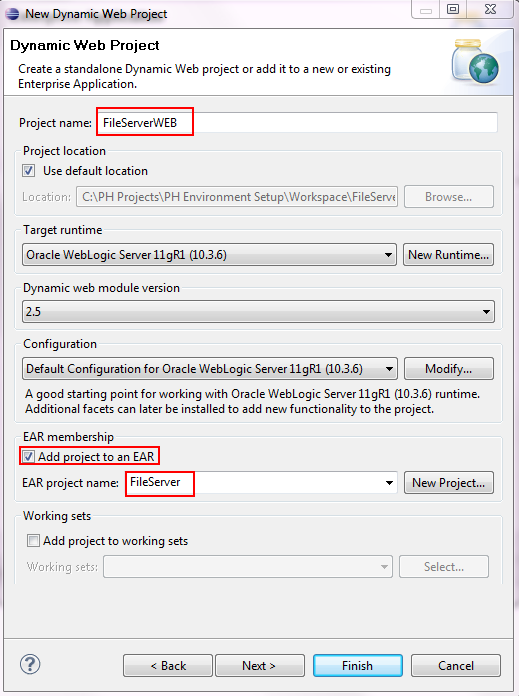 New Dynamic Web Project
Dynamic Web Project
Create a standalone Dynamic Web project or add it to a new or existing
Enterprise Application.
Project name: FileServerWEB
Project location
Use default location
Location: C:\PH Projects\PH Environment Setup\Workspace\FileServe Browse...
Target runtime
Oracle WebLogic Server 11gR1 (10.3.6) New Runtime...
Dynamic web module version
2.5
Configuration
Default Configuration for Oracle WebLogic Server 11gR1 (10.3.6) Modify...
A good starting point for working with Oracle WebLogic Server 11gR1 (10.3.6) runtime.
Additional facets can later be installed to add new functionality to the project.
EAR membership
Add project to an EAR
EAR project name: FileServer New Project...
Working sets
Add project to working sets
Working sets: Select...
? < Back Next > Finish Cancel